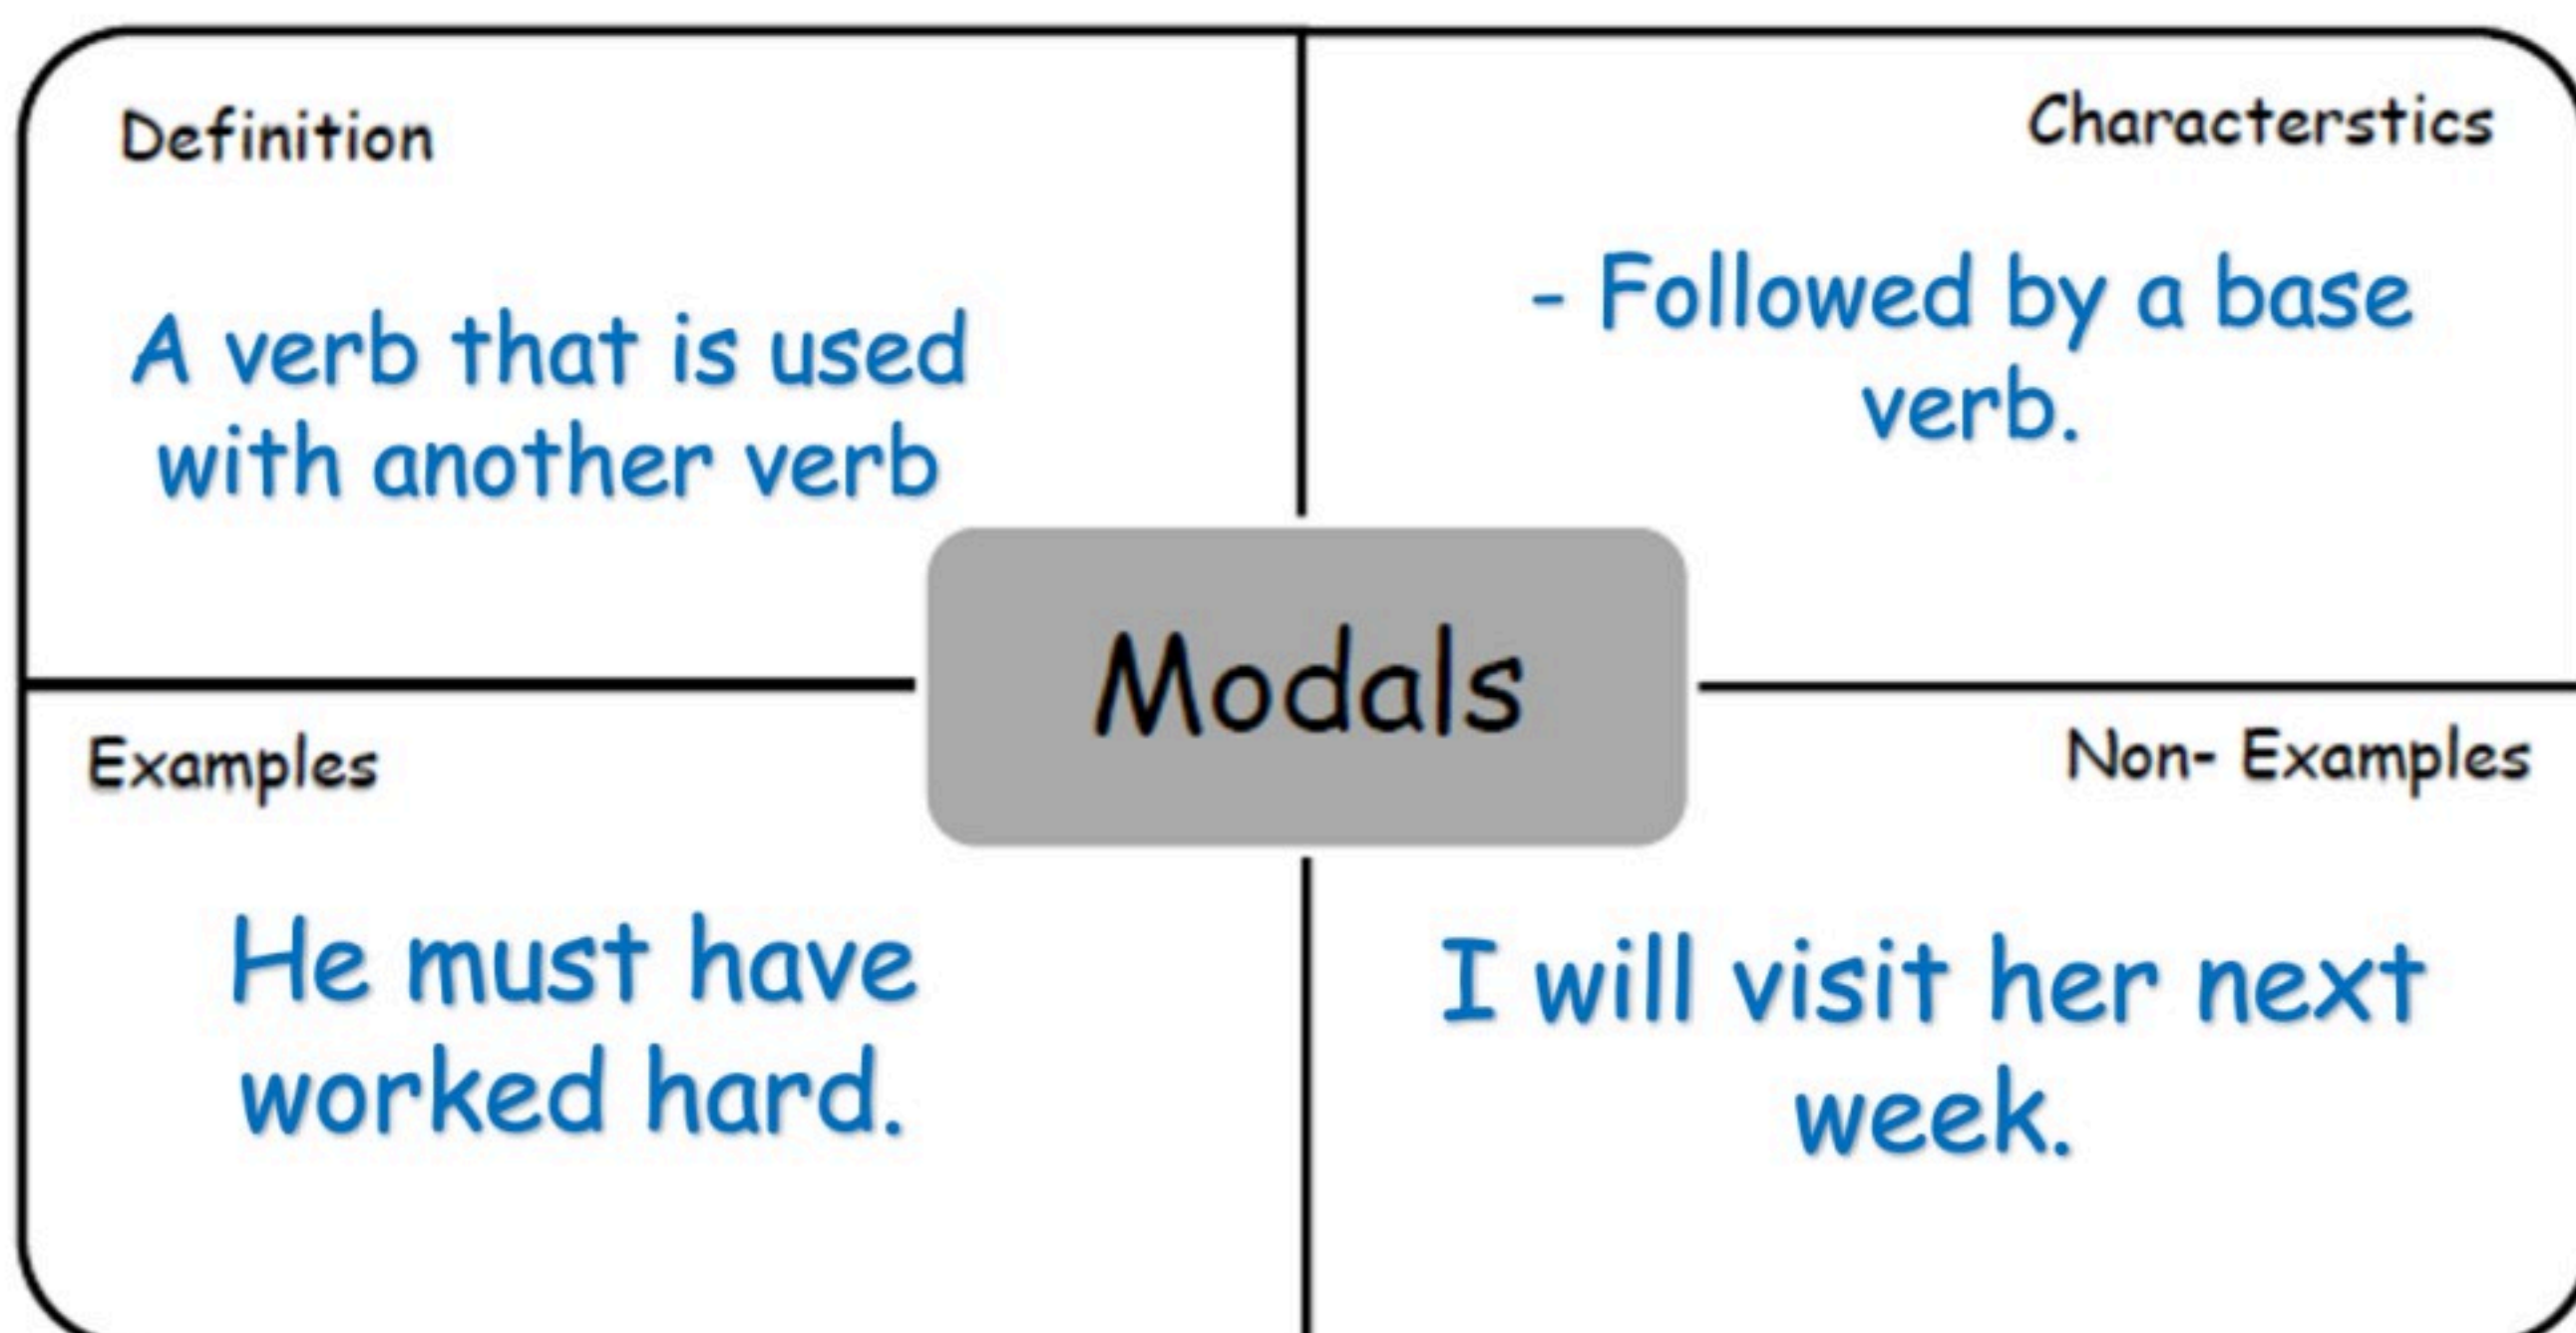 Definition
A verb that is used
with another verb
Characterstics
- Followed by a base
verb.
Modals
Examples
He must have
worked hard.
Non- Examples
I will visit her next
week.